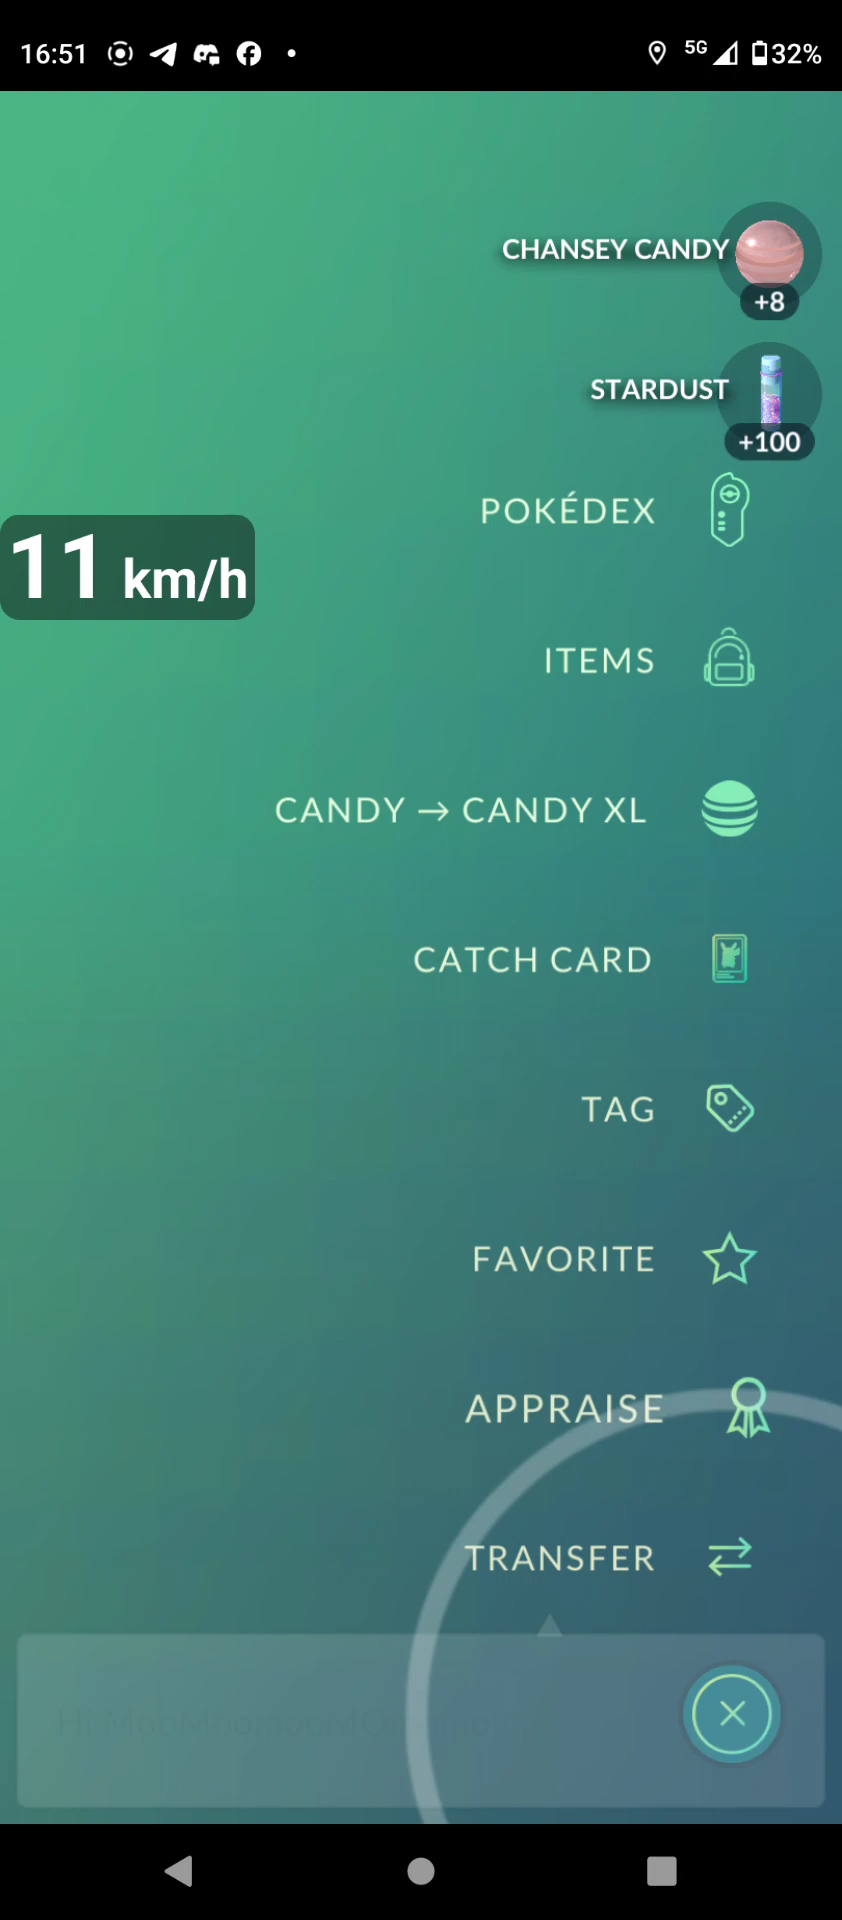 16:51
5G
32%
CHANSEY CANDY
+8
STARDUST
+100
POKÉDEX
11 km/h
ITEMS
CANDY → CANDY XL
CATCH CARD
TAG
FAVORITE
APPRAISE
TRANSFER